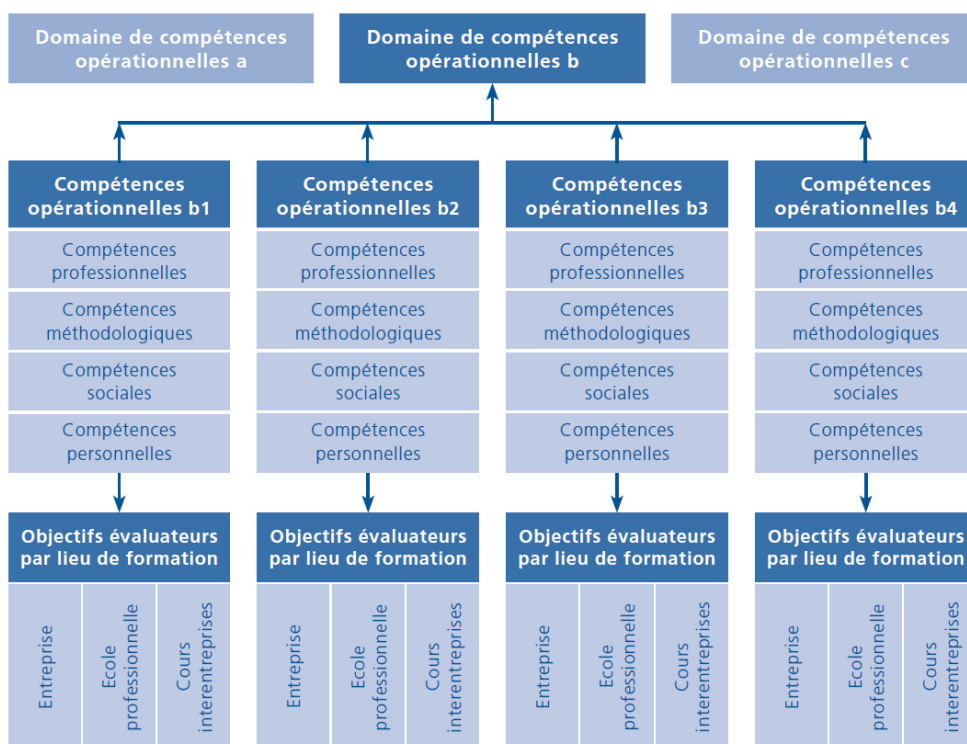 Domaine de compétences
opérationnelles a
Domaine de compétences
opérationnelles b
Domaine de compétences
opérationnelles c
Compétences
opérationnelles b1
Compétences
professionnelles
Compétences
méthodologiques
Compétences
sociales
Compétences
personnelles
Objectifs évaluateurs
par lieu de formation
Entreprise
Ecole
professionnelle
Cours
interentreprises
Compétences
opérationnelles b2
Compétences
professionnelles
Compétences
méthodologiques
Compétences
sociales
Compétences
personnelles
Objectifs évaluateurs
par lieu de formation
Entreprise
Ecole
professionnelle
Cours
interentreprises
Compétences
opérationnelles b3
Compétences
professionnelles
Compétences
méthodologiques
Compétences
sociales
Compétences
personnelles
Objectifs évaluateurs
par lieu de formation
Entreprise
Ecole
professionnelle
Cours
interentreprises
Compétences
opérationnelles b4
Compétences
professionnelles
Compétences
méthodologiques
Compétences
sociales
Compétences
personnelles
Objectifs évaluateurs
par lieu de formation
Entreprise
Ecole
professionnelle
Cours
interentreprises